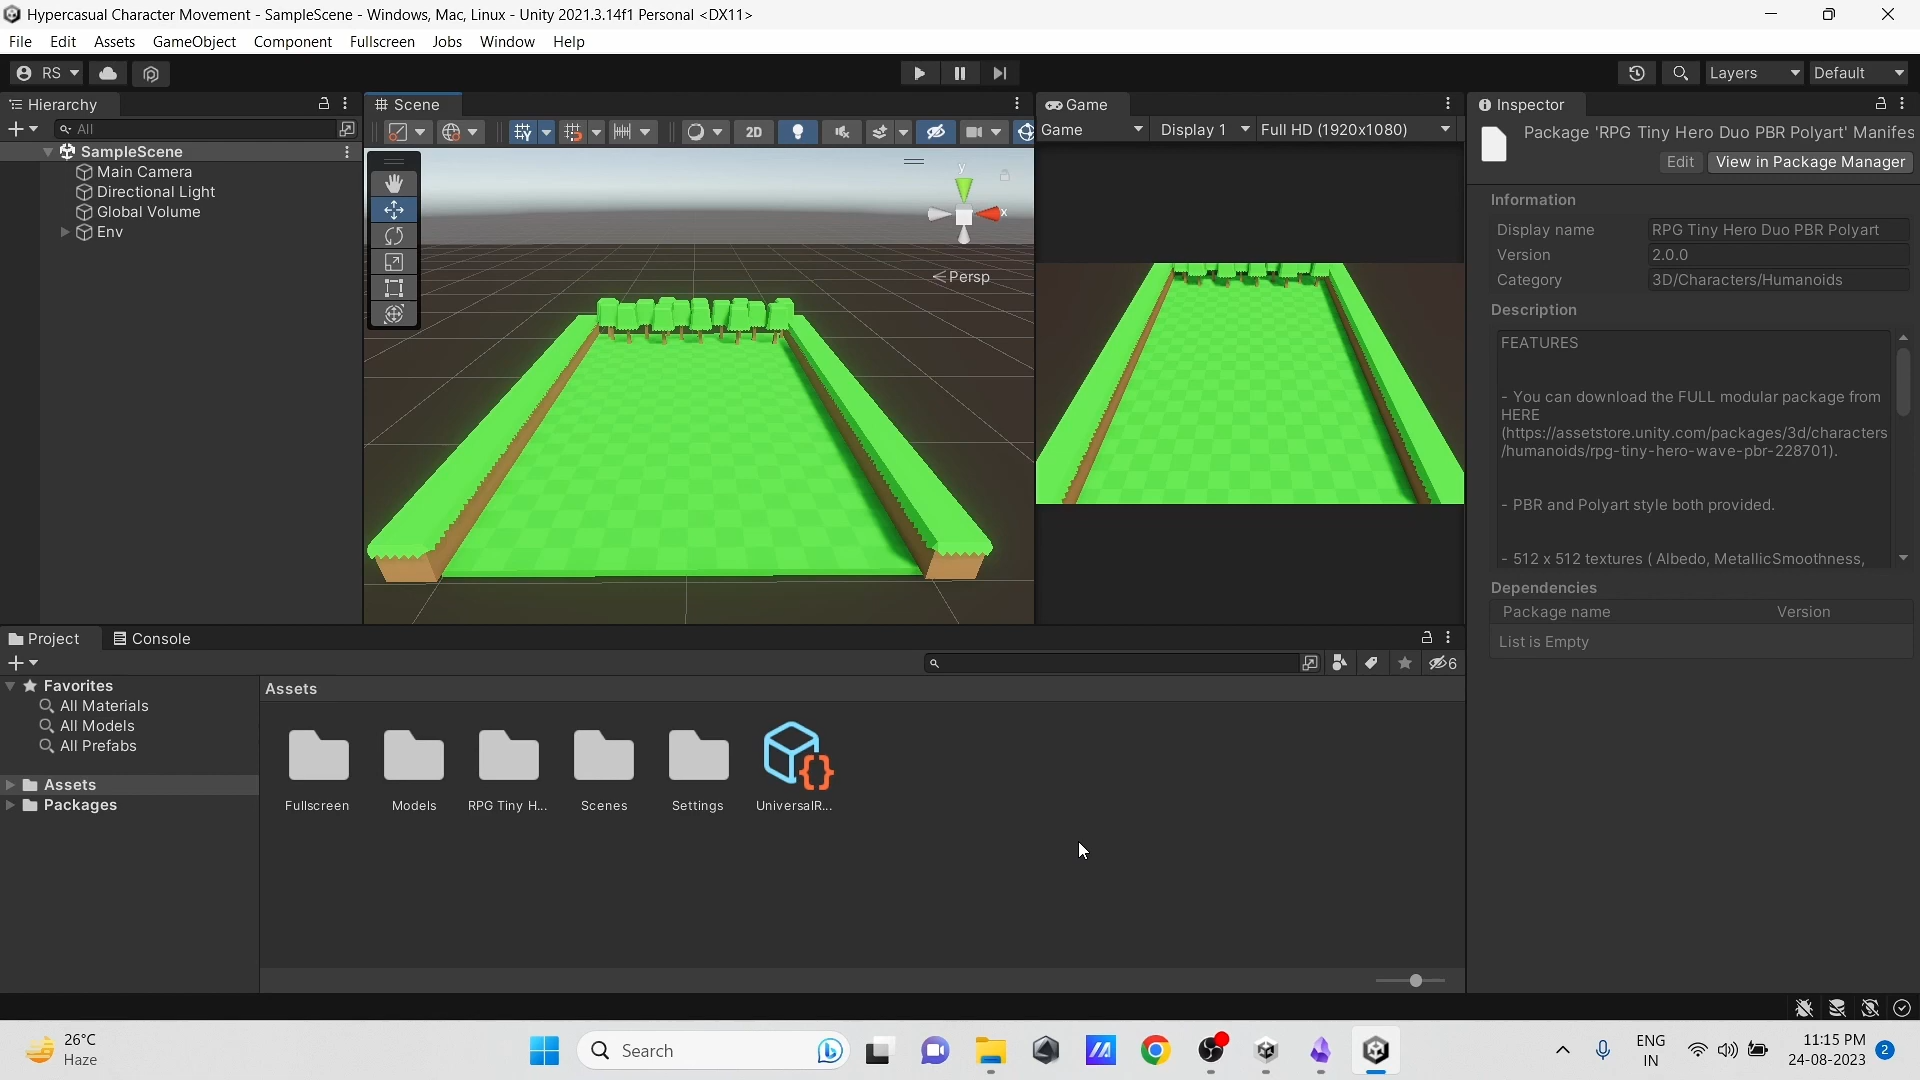 Hypercasual Character Movement - SampleScene - Windows, Mac, Linux - Unity 2021.3.14f1 Personal <DX11>
File Edit Assets GameObject Component Fullscreen Jobs Window Help
RS
Layers Default
Hierarchy
All
SampleScene
Main Camera
Directional Light
Global Volume
Env
Scene
2D
y
x
Persp
Game
Game Display 1 Full HD (1920x1080)
Inspector
Package 'RPG Tiny Hero Duo PBR Polyart' Manifes
Edit View in Package Manager
Information
Display name RPG Tiny Hero Duo PBR Polyart
Version 2.0.0
Category 3D/Characters/Humanoids
Description
FEATURES
- You can download the FULL modular package from
HERE
(https://assetstore.unity.com/packages/3d/characters
/humanoids/rpg-tiny-hero-wave-pbr-228701).
- PBR and Polyart style both provided.
- 512 x 512 textures ( Albedo, MetallicSmoothness,
Dependencies
Package name Version
List is Empty
Project Console
6
Favorites
All Materials
All Models
All Prefabs
Assets
Packages
Assets
Fullscreen Models RPG Tiny H... Scenes Settings UniversalR...
26°C
Haze
Search
ENG
IN
11:15 PM
24-08-2023
2